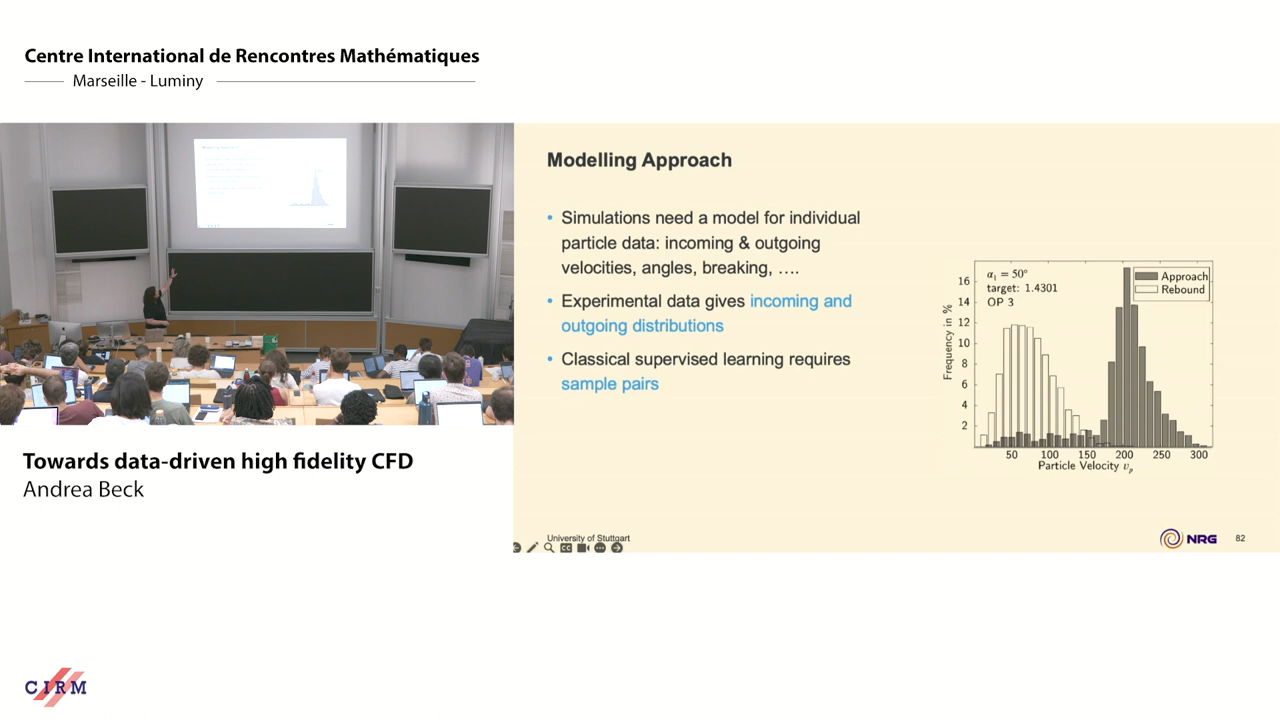 Centre International de Rencontres Mathématiques
Marseille - Luminy
Modelling Approach
• Simulations need a model for individual
particle data: incoming & outgoing
velocities, angles, breaking, ….
• Experimental data gives incoming and
outgoing distributions
• Classical supervised learning requires
sample pairs
α₁ = 50°
target: 1.4301
OP 3
Approach
Rebound
Frequency in %
16
14
12
10
8
6
4
2
50 100 150 200 250 300
Particle Velocity υₚ
University of Stuttgart
NRG
82
Towards data-driven high fidelity CFD
Andrea Beck
CIRM